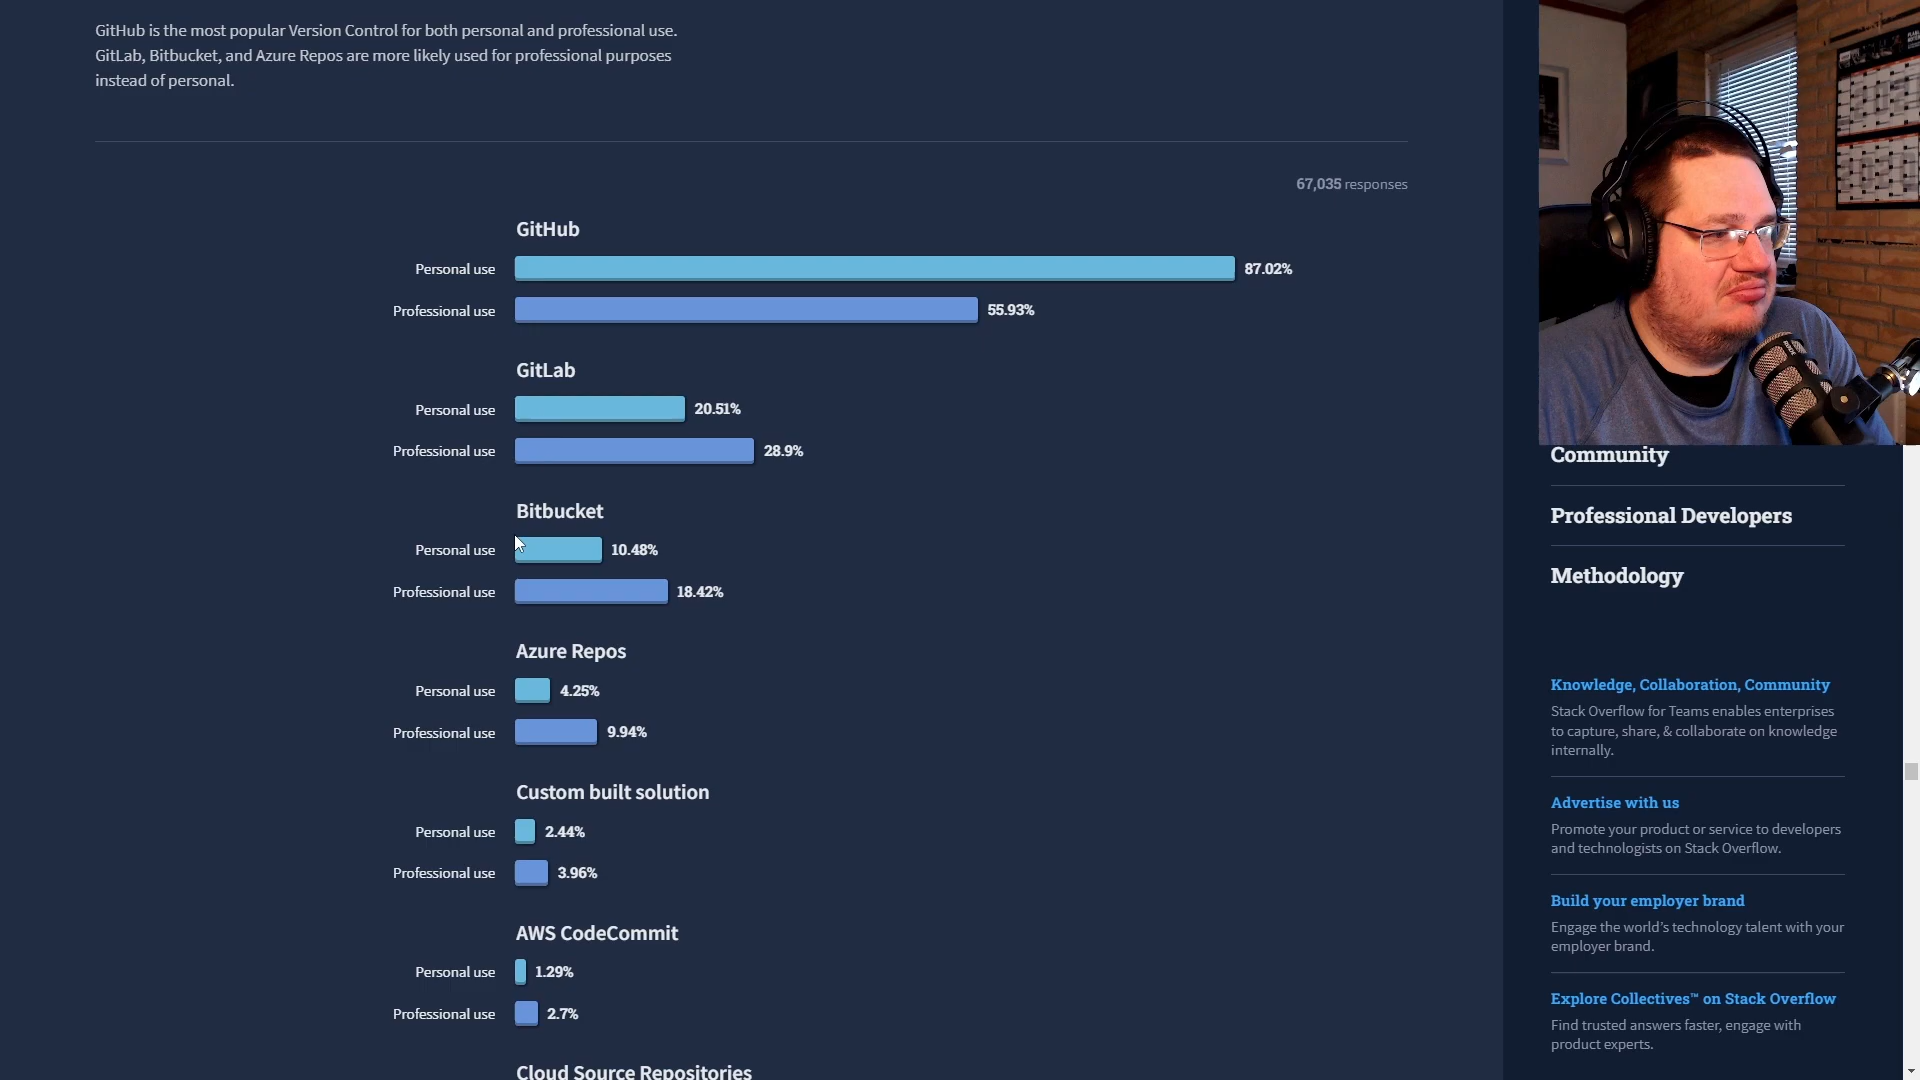 GitHub is the most popular Version Control for both personal and professional use.
GitLab, Bitbucket, and Azure Repos are more likely used for professional purposes
instead of personal.
67,035 responses
GitHub
Personal use 87.02%
Professional use 55.93%
GitLab
Personal use 20.51%
Professional use 28.9%
Bitbucket
Personal use 10.48%
Professional use 18.42%
Azure Repos
Personal use 4.25%
Professional use 9.94%
Custom built solution
Personal use 2.44%
Professional use 3.96%
AWS CodeCommit
Personal use 1.29%
Professional use 2.7%
Cloud Source Repositories
Community
Professional Developers
Methodology
Knowledge, Collaboration, Community
Stack Overflow for Teams enables enterprises
to capture, share, & collaborate on knowledge
internally.
Advertise with us
Promote your product or service to developers
and technologists on Stack Overflow.
Build your employer brand
Engage the world's technology talent with your
employer brand.
Explore Collectives™ on Stack Overflow
Find trusted answers faster, engage with
product experts.